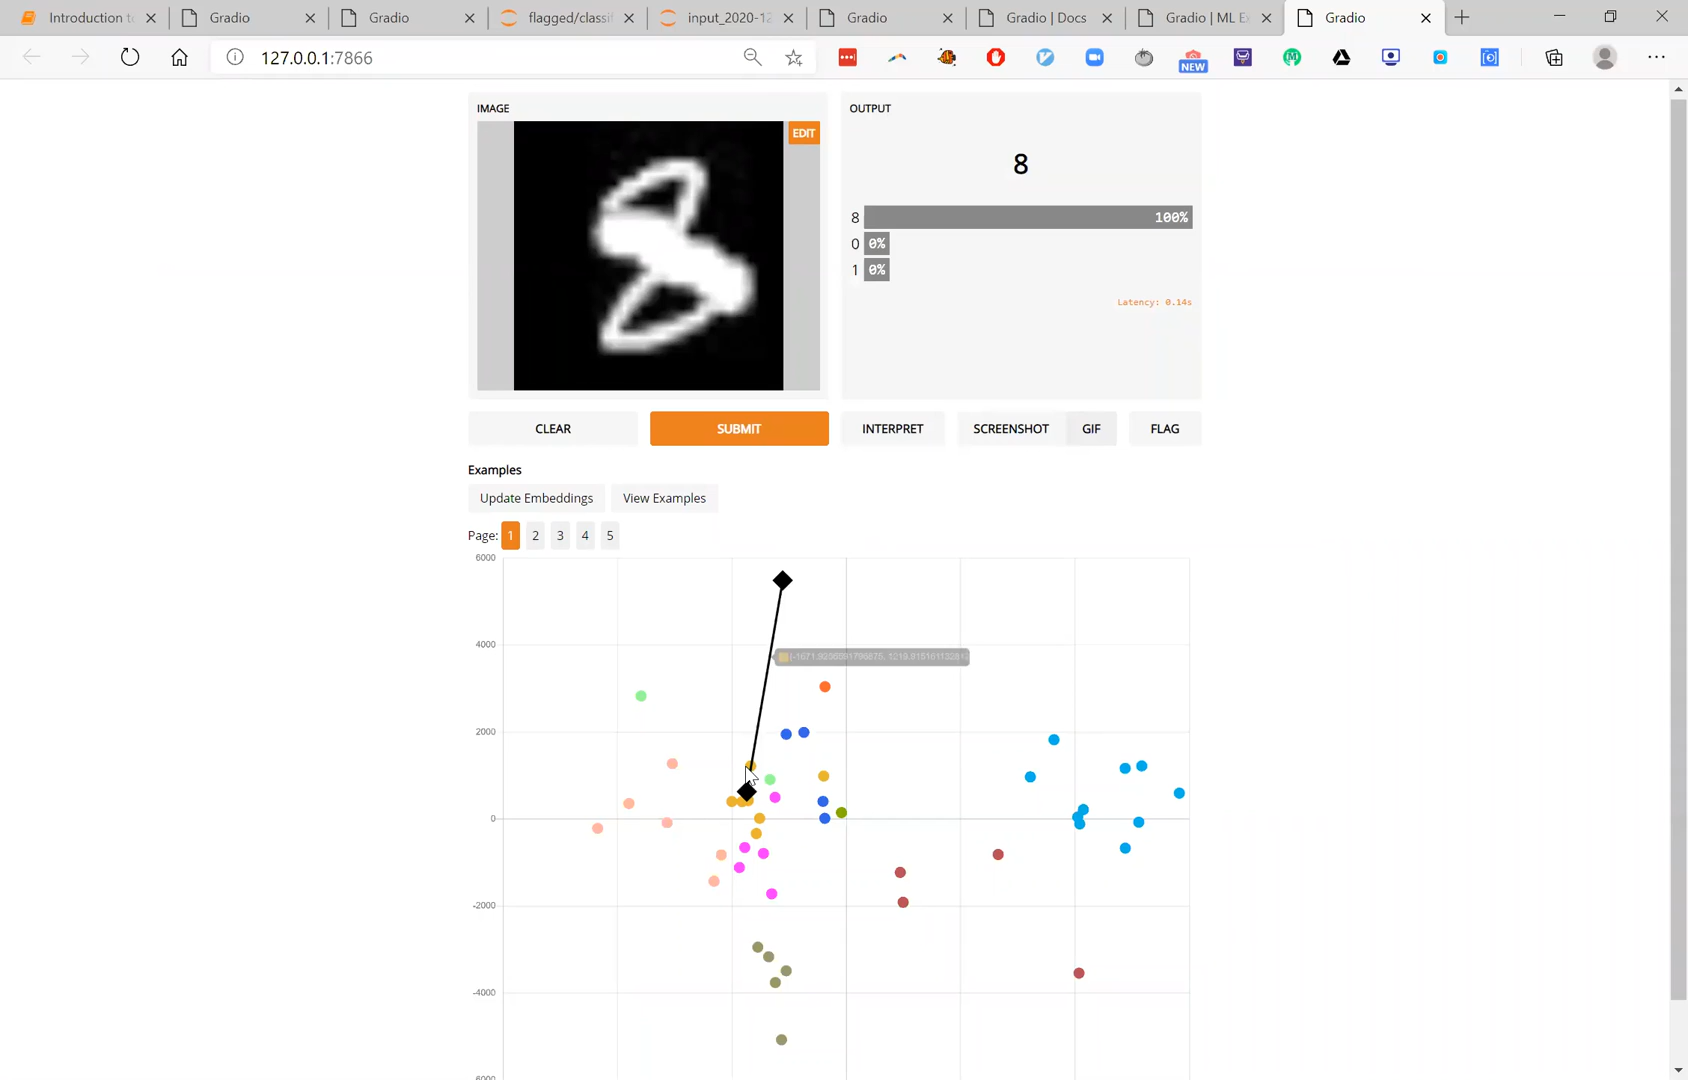 Introduction t
Gradio
Gradio
flagged/classif
input_2020-12
Gradio
Gradio | Docs
Gradio | ML Ex
Gradio
127.0.0.1:7866
NEW
IMAGE
EDIT
OUTPUT
8
8 100%
0 0%
1 0%
Latency: 0.14s
CLEAR
SUBMIT
INTERPRET
SCREENSHOT
GIF
FLAG
Examples
Update Embeddings
View Examples
Page: 1 2 3 4 5
6000
4000
2000
0
-2000
-4000